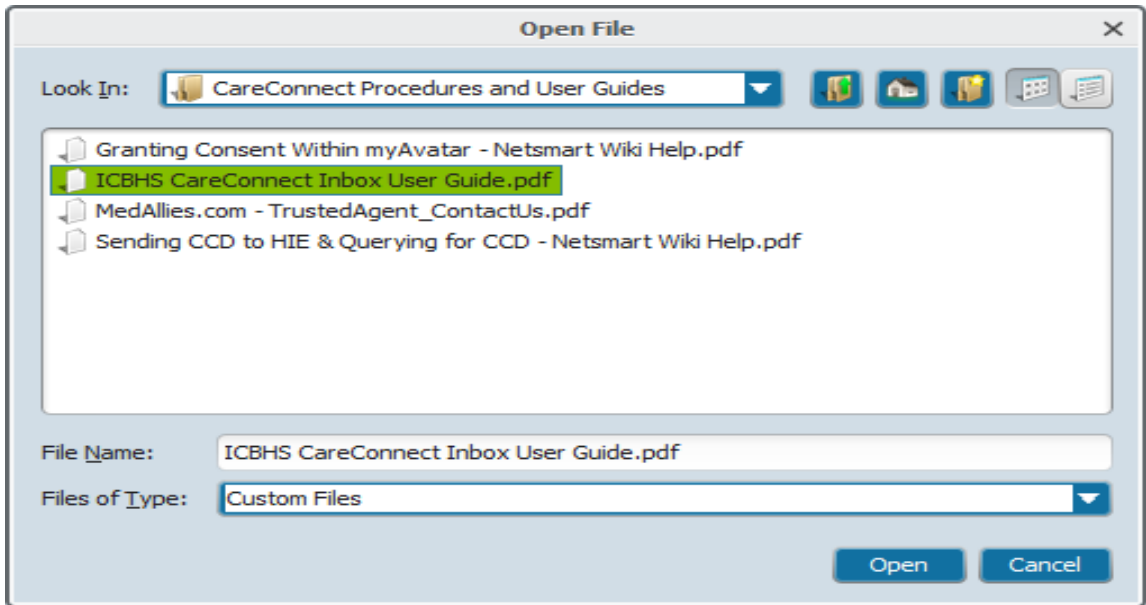 Open File
Look In: CareConnect Procedures and User Guides
Granting Consent Within myAvatar - Netsmart Wiki Help.pdf
ICBHS CareConnect Inbox User Guide.pdf
MedAllies.com - TrustedAgent_ContactUs.pdf
Sending CCD to HIE & Querying for CCD - Netsmart Wiki Help.pdf
File Name: ICBHS CareConnect Inbox User Guide.pdf
Files of Type: Custom Files
Open Cancel